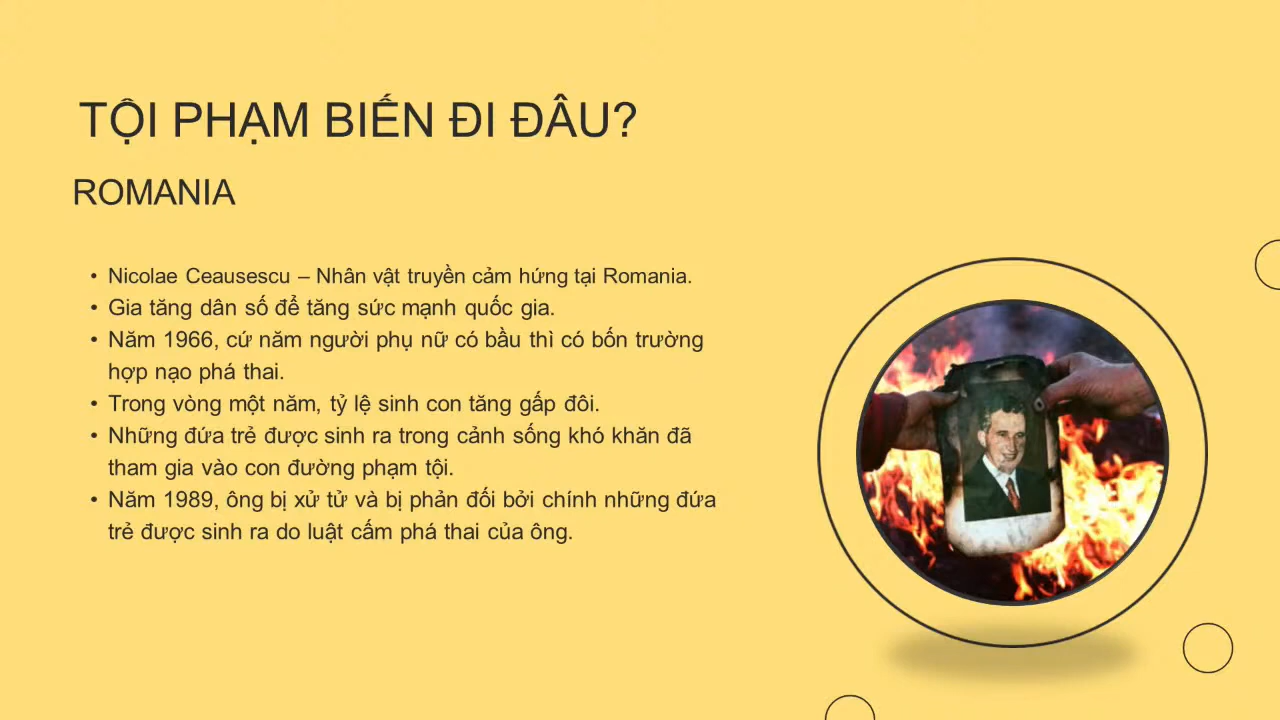 TỘI PHẠM BIẾN ĐI ĐÂU?
ROMANIA
• Nicolae Ceausescu – Nhân vật truyền cảm hứng tại Romania.
• Gia tăng dân số để tăng sức mạnh quốc gia.
• Năm 1966, cứ năm người phụ nữ có bầu thì có bốn trường
hợp nạo phá thai.
• Trong vòng một năm, tỷ lệ sinh con tăng gấp đôi.
• Những đứa trẻ được sinh ra trong cảnh sống khó khăn đã
tham gia vào con đường phạm tội.
• Năm 1989, ông bị xử tử và bị phản đối bởi chính những đứa
trẻ được sinh ra do luật cấm phá thai của ông.